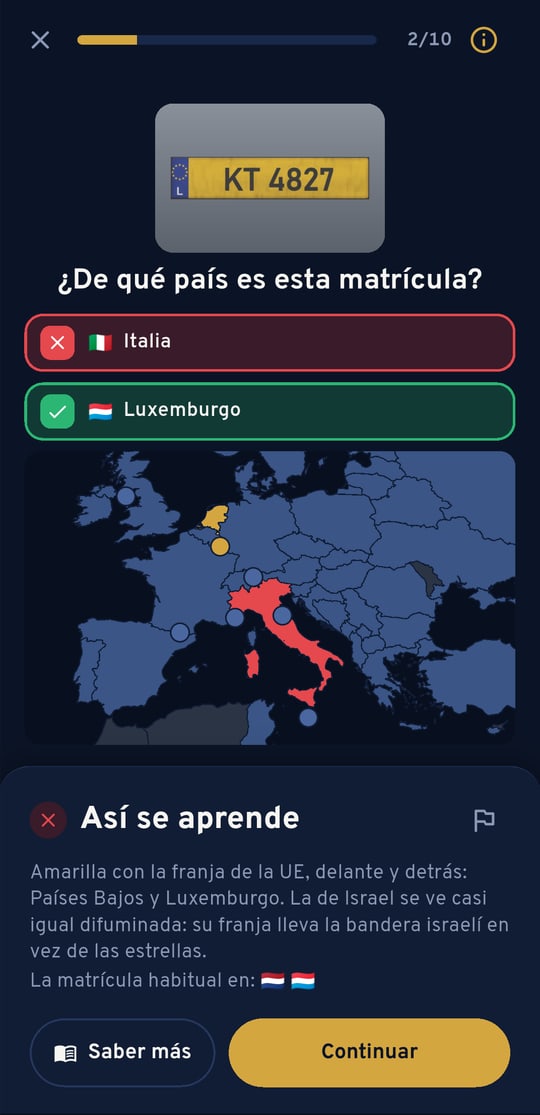 2/10
L
KT 4827
¿De qué país es esta matrícula?
Italia
Luxemburgo
Así se aprende
Amarilla con la franja de la UE, delante y detrás:
Países Bajos y Luxemburgo. La de Israel se ve casi
igual difuminada: su franja lleva la bandera israelí en
vez de las estrellas.
La matrícula habitual en:
Saber más
Continuar